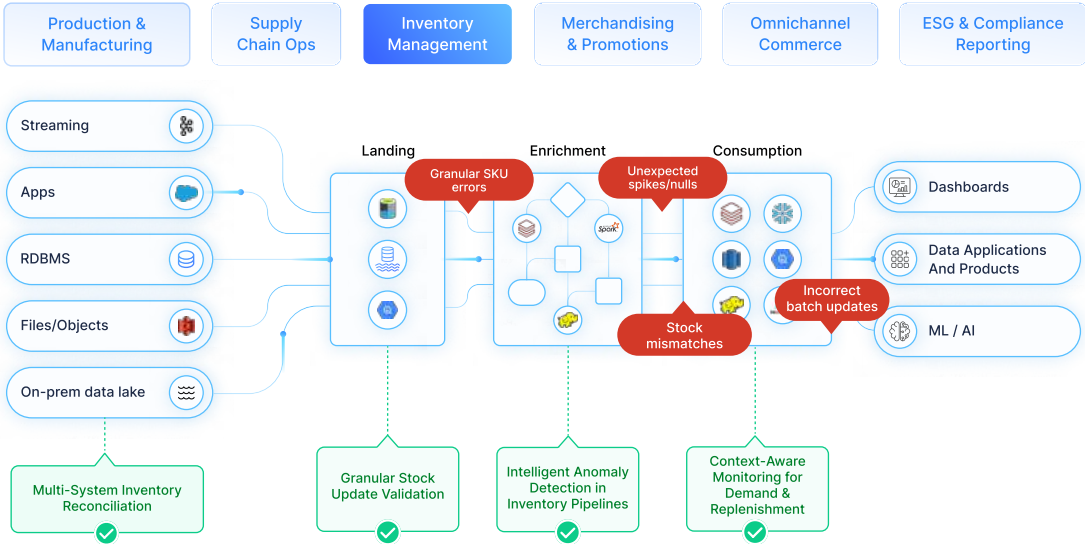 Production &
Manufacturing
Supply
Chain Ops
Inventory
Management
Merchandising
& Promotions
Omnichannel
Commerce
ESG & Compliance
Reporting
Streaming
Apps
RDBMS
Files/Objects
On-prem data lake
Landing
Enrichment
Consumption
Granular SKU
errors
Unexpected
spikes/nulls
Spark
Stock
mismatches
Incorrect
batch updates
Dashboards
Data Applications
And Products
ML / AI
Multi-System Inventory
Reconciliation
Granular Stock
Update Validation
Intelligent Anomaly
Detection in
Inventory Pipelines
Context-Aware
Monitoring for
Demand &
Replenishment